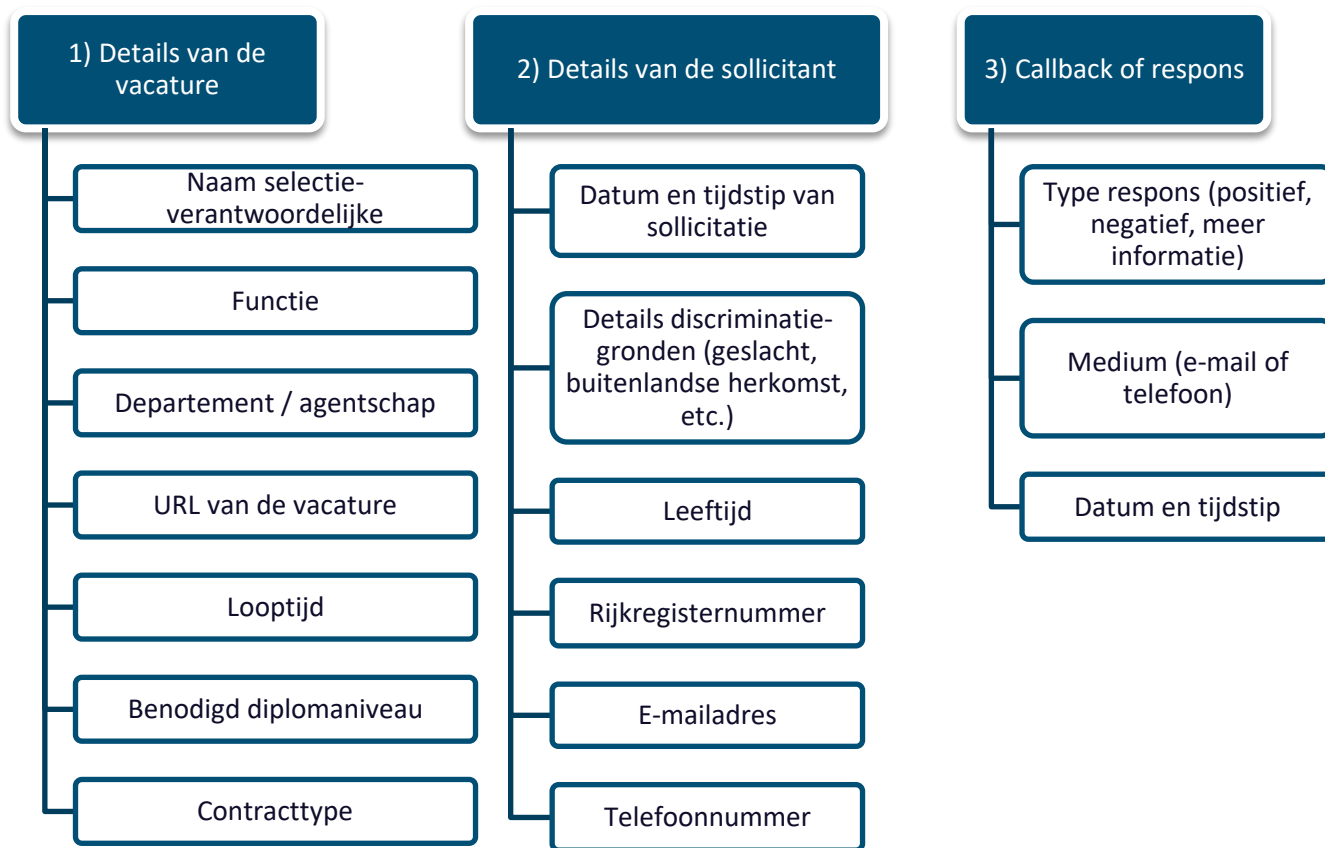 1) Details van de
vacature
Naam selectie-
verantwoordelijke
Functie
Departement / agentschap
URL van de vacature
Looptijd
Benodigd diplomaniveau
Contracttype
2) Details van de sollicitant
Datum en tijdstip van
sollicitatie
Details discriminatie-
gronden (geslacht,
buitenlandse herkomst,
etc.)
Leeftijd
Rijkregisternummer
E-mailadres
Telefoonnummer
3) Callback of respons
Type respons (positief,
negatief, meer
informatie)
Medium (e-mail of
telefoon)
Datum en tijdstip